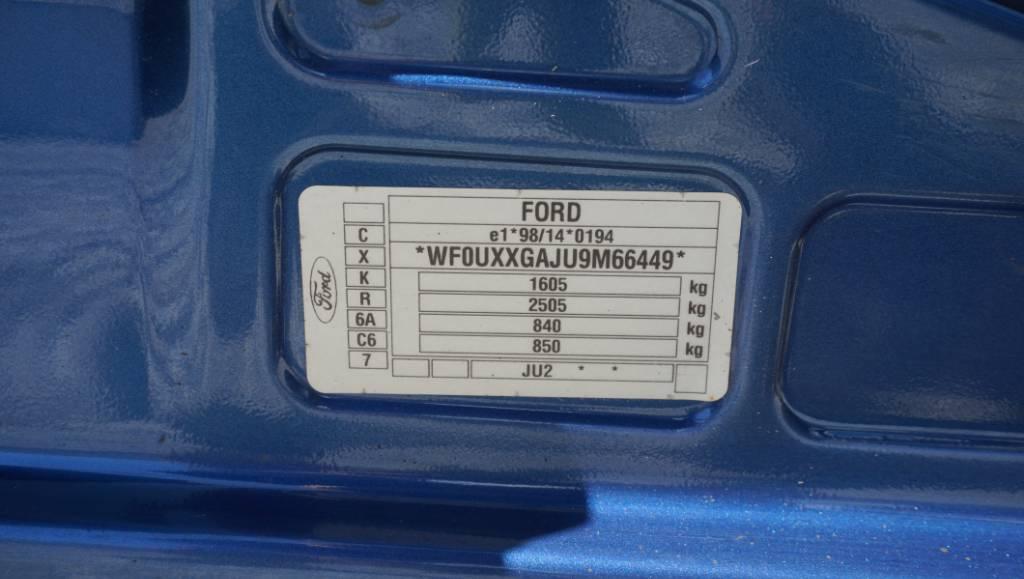 FORD
e1*98/14*0194
*WF0UXXGAJU9M66449*
1605 kg
2505 kg
840 kg
850 kg
JU2 * *
C
X
K
R
6A
C6
7
Ford